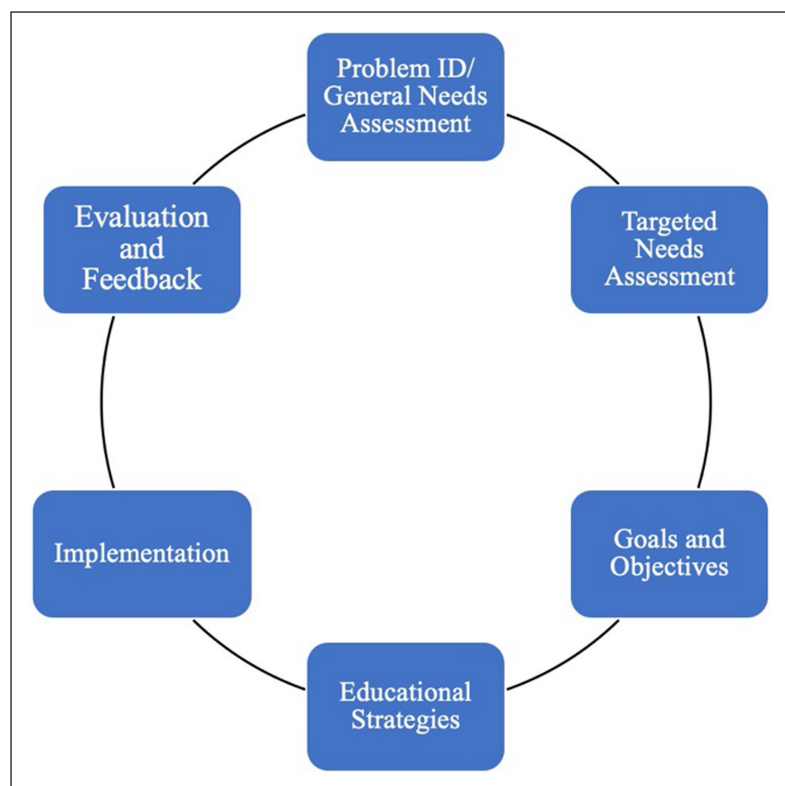 Problem ID/
General Needs
Assessment
Targeted
Needs
Assessment
Goals and
Objectives
Educational
Strategies
Implementation
Evaluation
and
Feedback